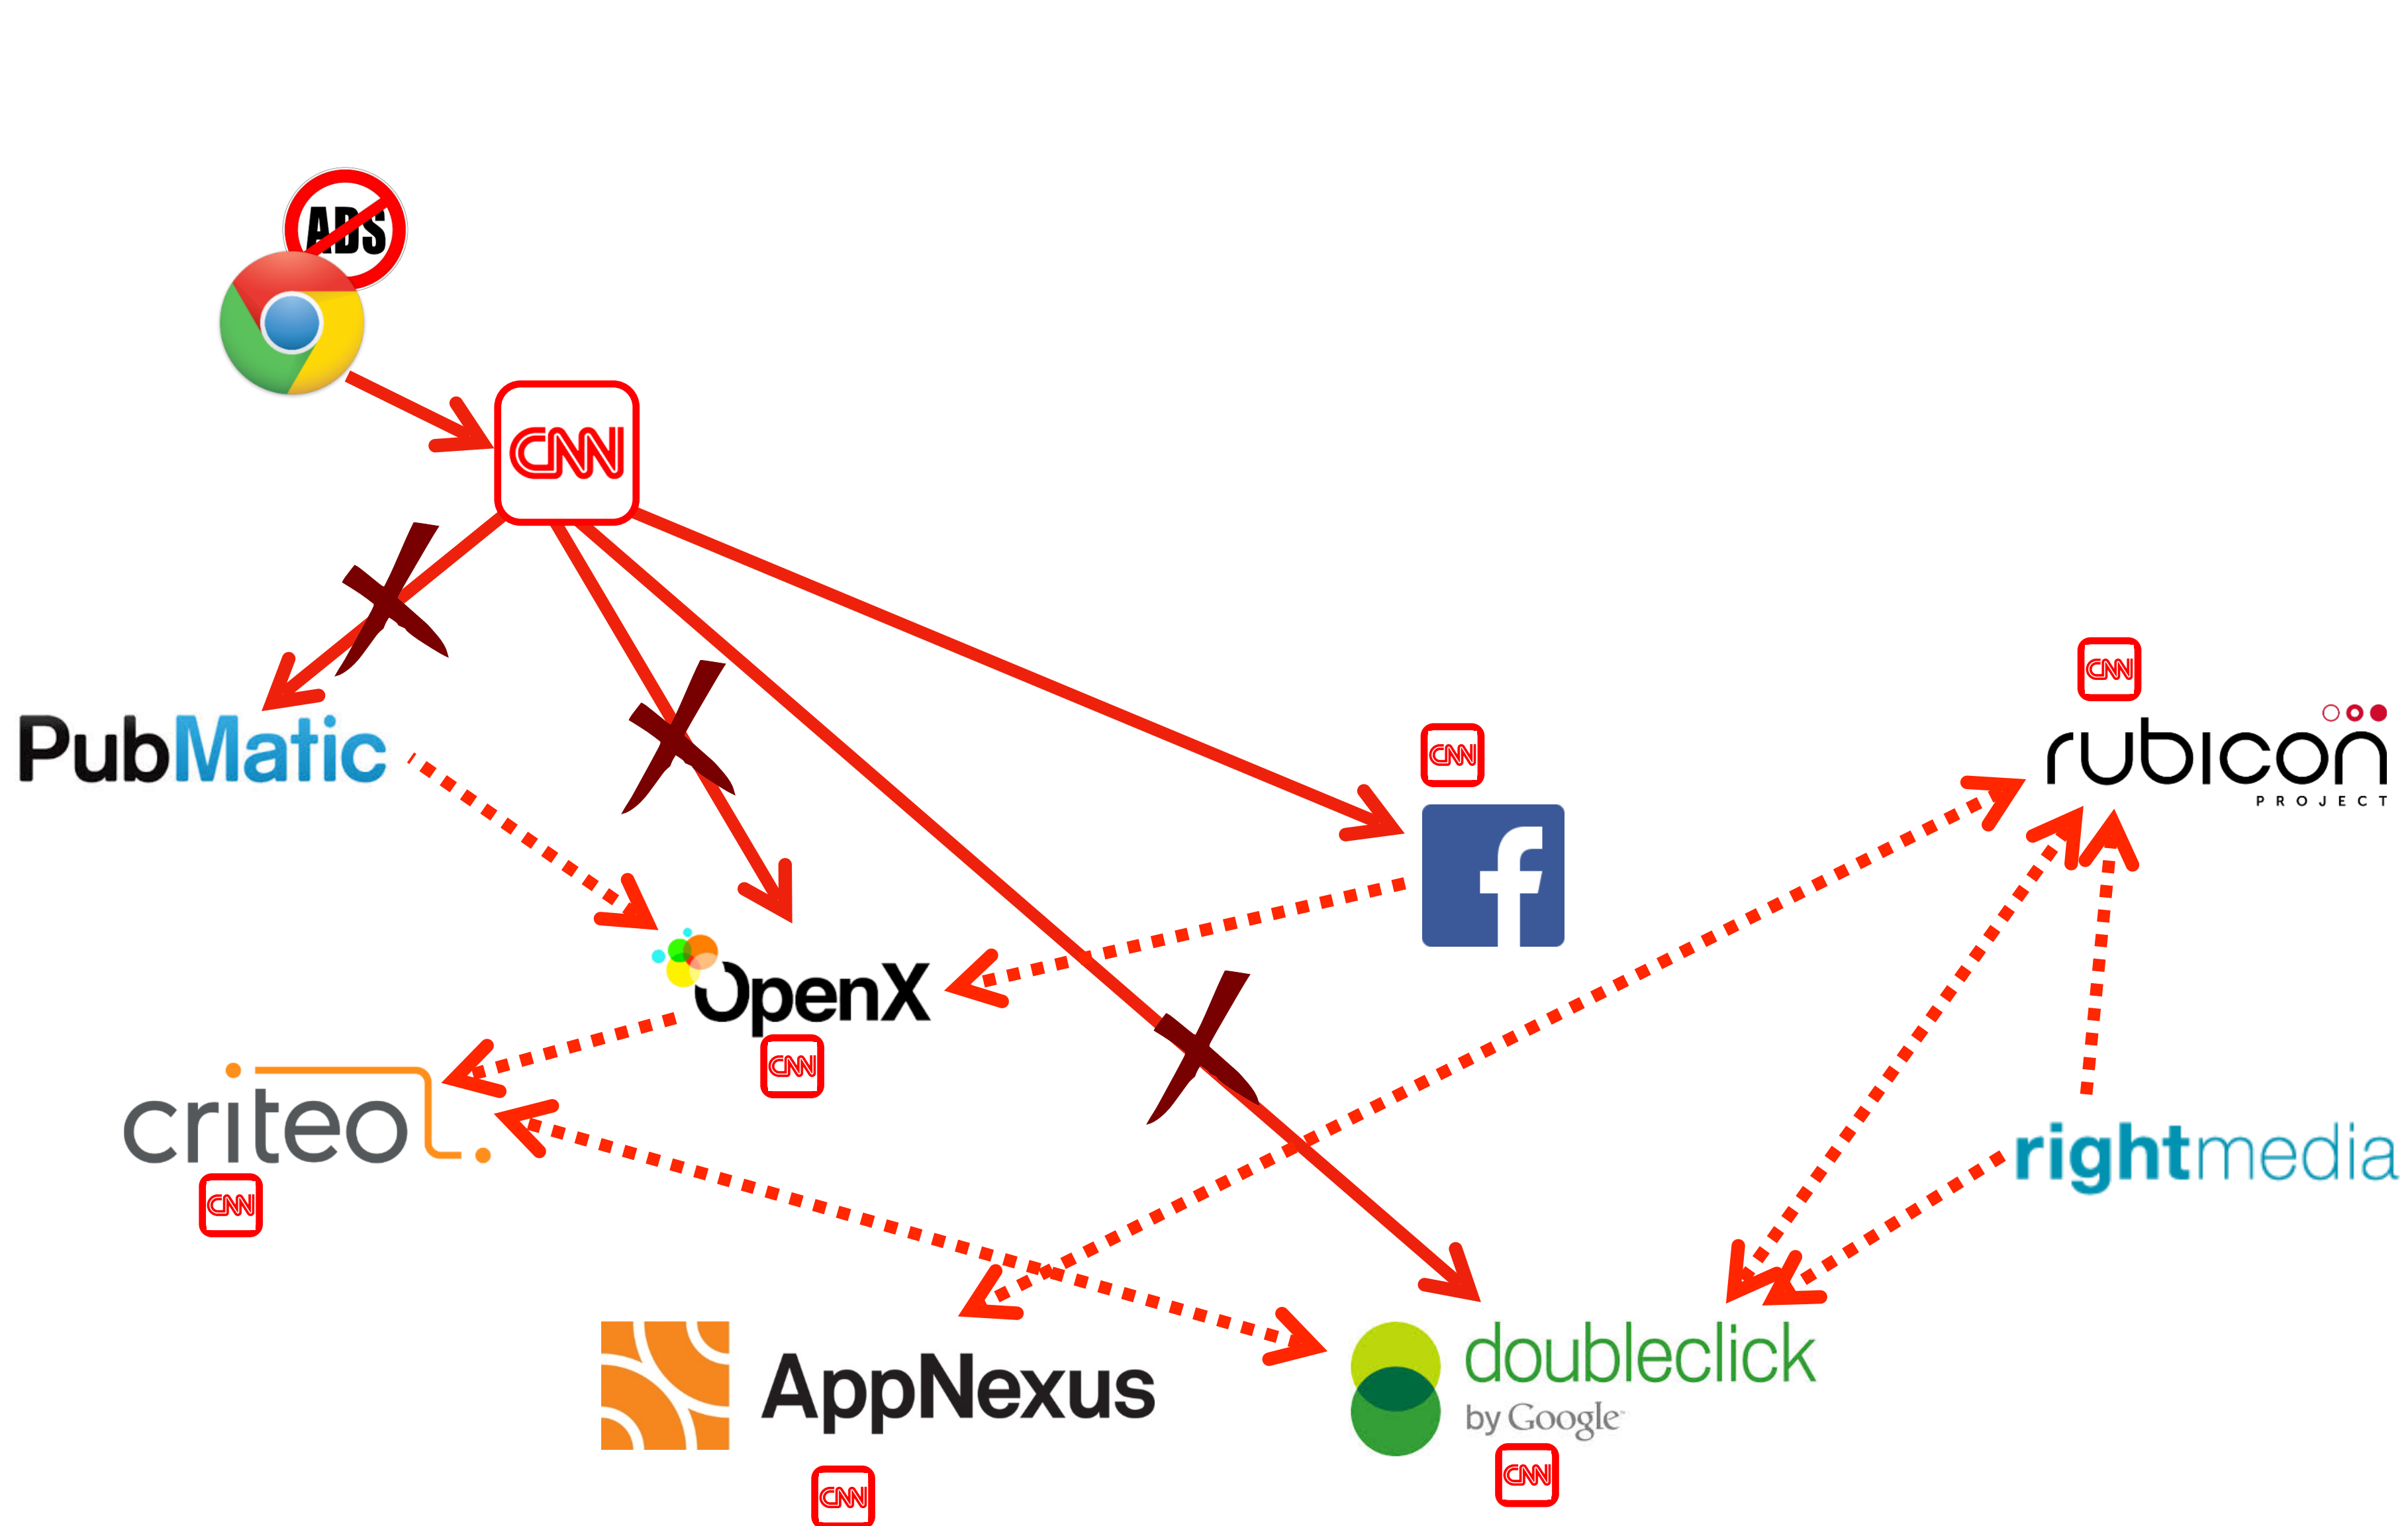 ADS
CNN
CNN
CNN
PubMatic
rubicon
PROJECT
f
OpenX
CNN
criteo
rightmedia
CNN
doubleclick
AppNexus
by Google
CNN
CNN